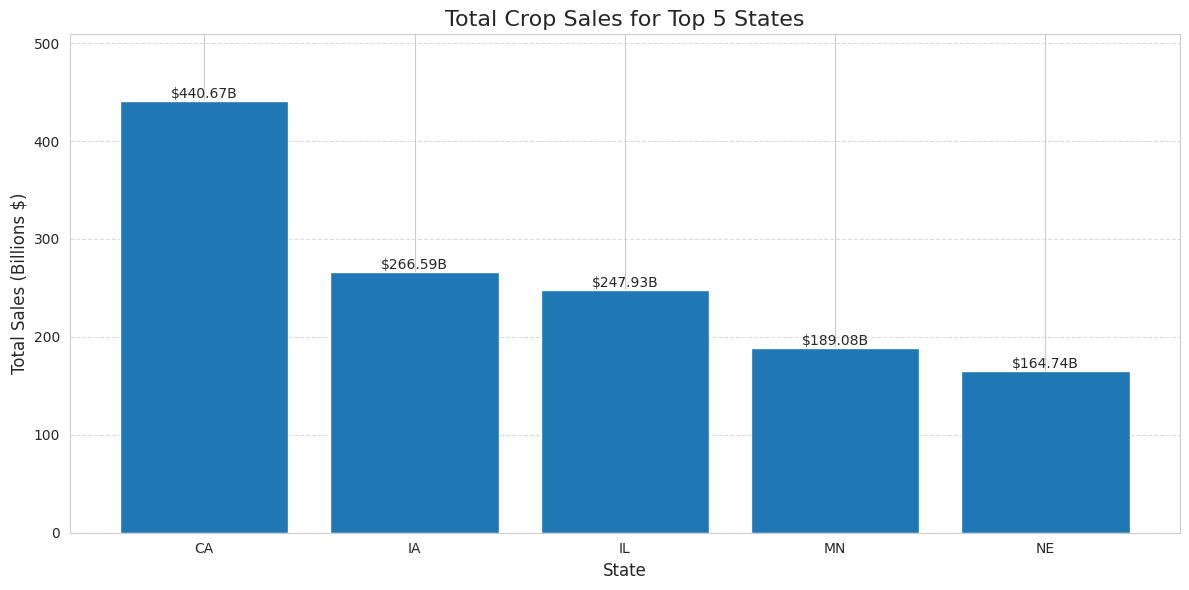 Total Crop Sales for Top 5 States
Total Sales (Billions $)
500
400
300
200
100
0
$440.67B
$266.59B
$247.93B
$189.08B
$164.74B
CA
IA
IL
MN
NE
State